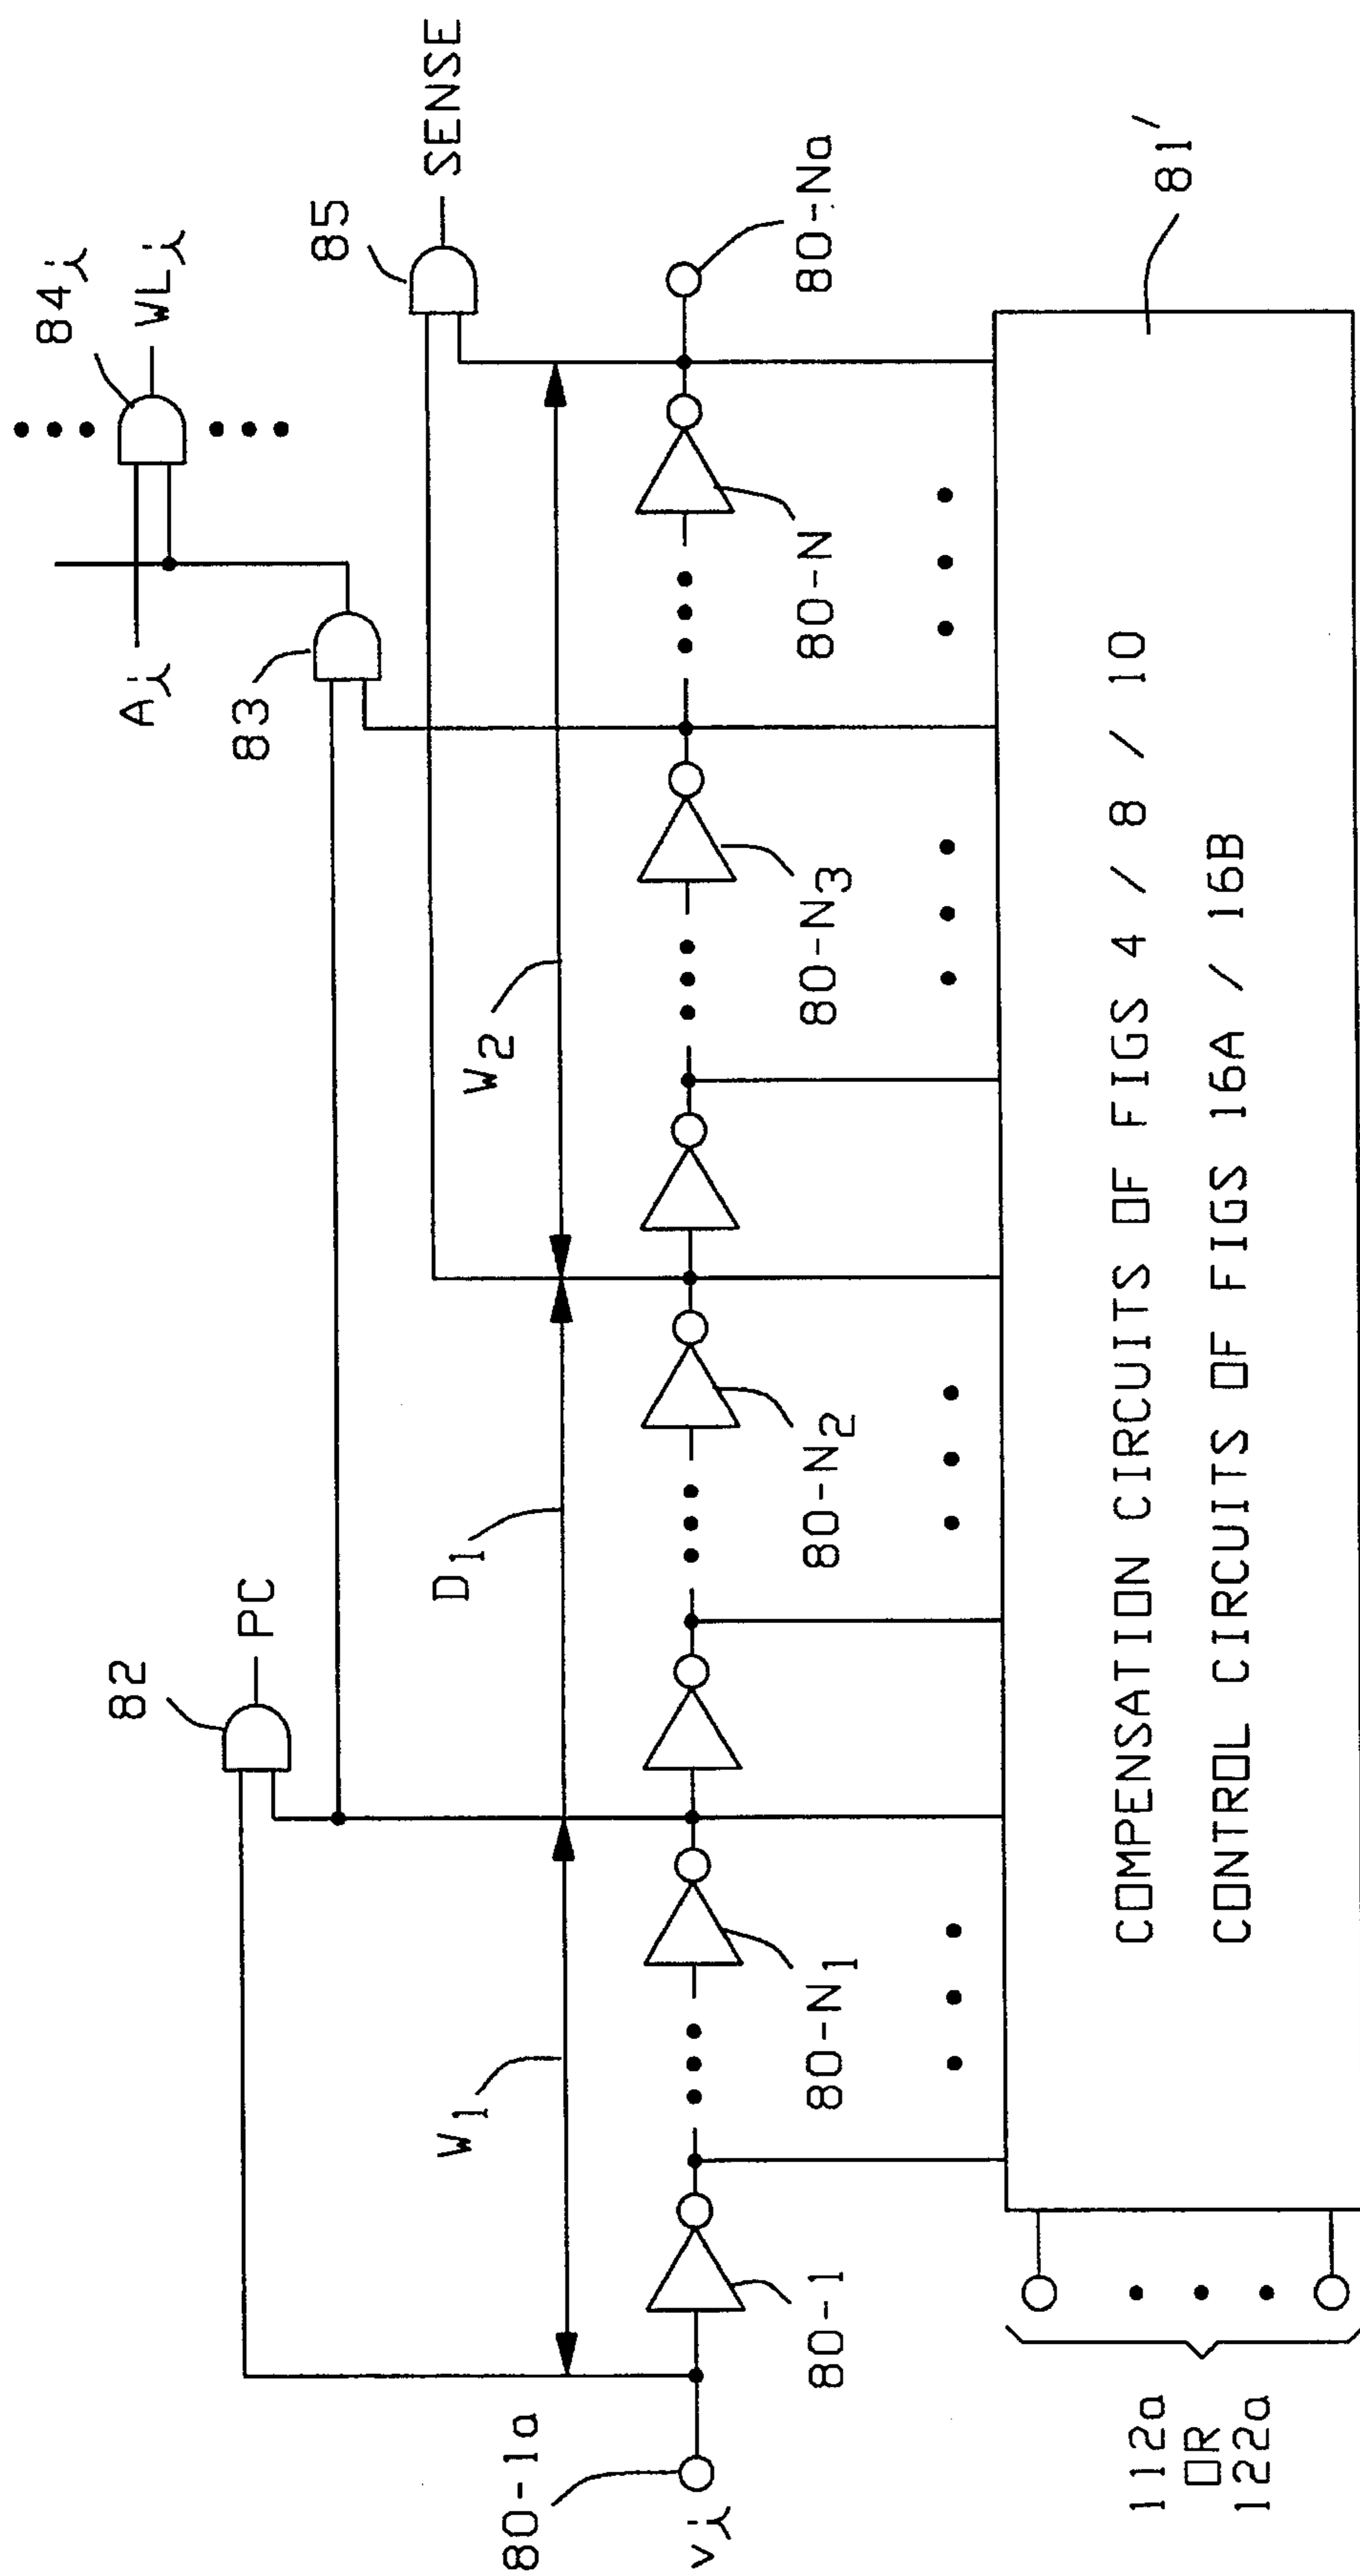 84i
WLi
Ai
83
85
SENSE
82
PC
W1
D1
W2
80-1a
vi
80-1
80-N1
80-N2
80-N3
80-N
80-Na
COMPENSATION CIRCUITS OF FIGS 4 / 8 / 10
CONTROL CIRCUITS OF FIGS 16A / 16B
81'
112a
OR
122a